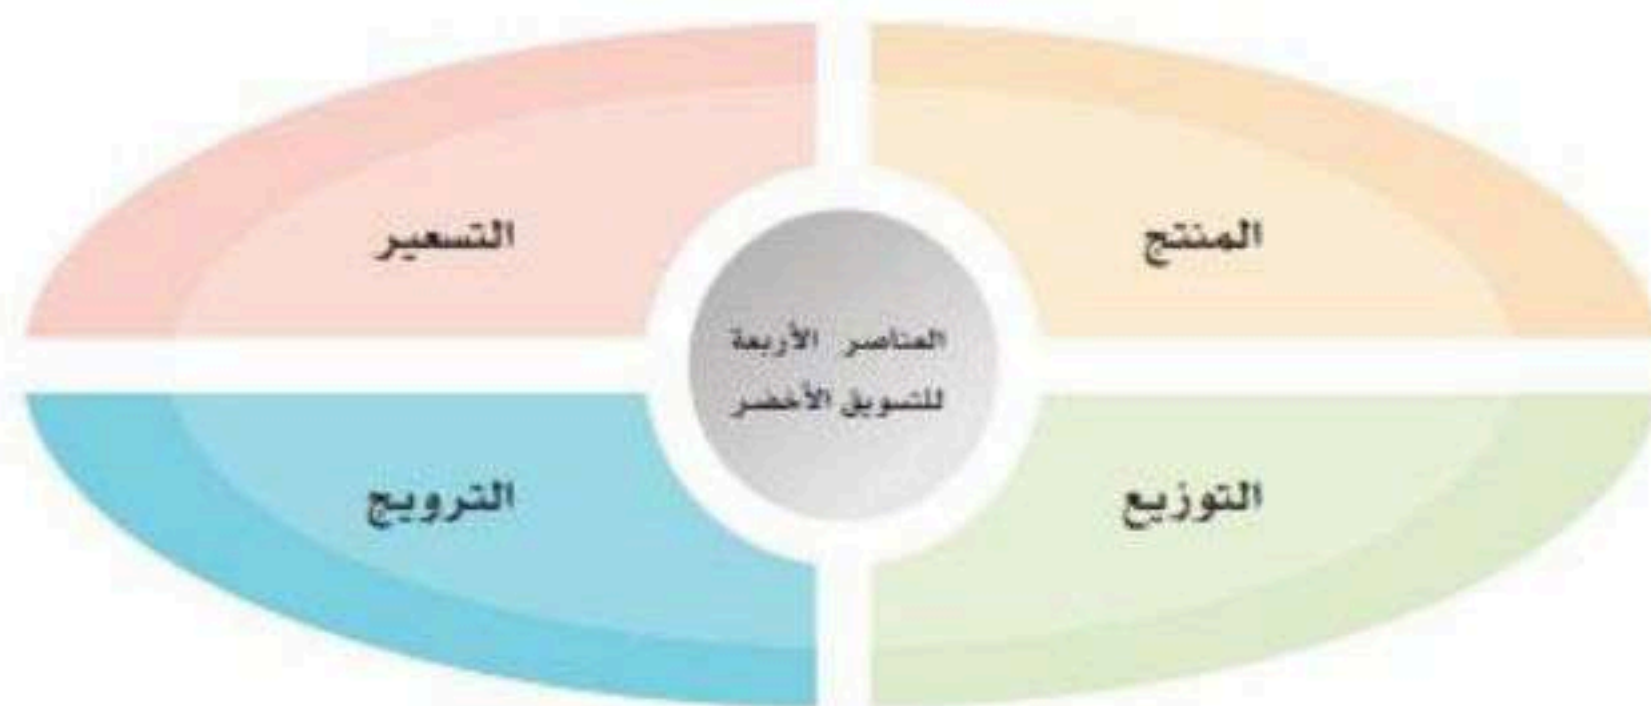 المنتج
التسعير
العناصر الأربعة
للتسويق الأخضر
التوزيع
الترويج